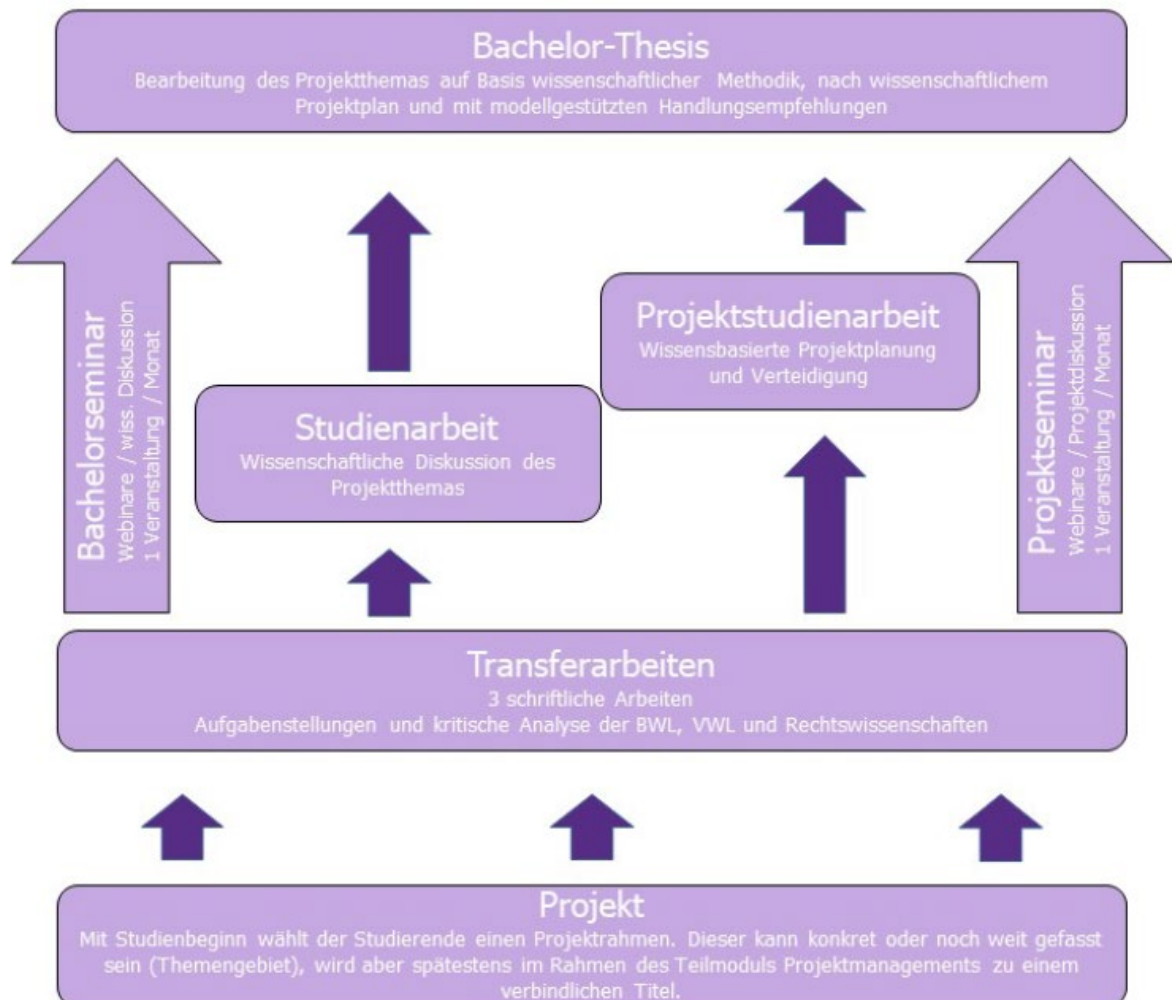 Bachelor-Thesis
Bearbeitung des Projektthemas auf Basis wissenschaftlicher Methodik, nach wissenschaftlichem
Projektplan und mit modellgestützten Handlungsempfehlungen
Bachelorseminar
Webinare / wiss. Diskussion
1 Veranstaltung / Monat
Studienarbeit
Wissenschaftliche Diskussion des
Projektthemas
Projektstudienarbeit
Wissensbasierte Projektplanung
und Verteidigung
Projektseminar
Webinare / Projektdiskussion
1 Veranstaltung / Monat
Transferarbeiten
3 schriftliche Arbeiten
Aufgabenstellungen und kritische Analyse der BWL, VWL und Rechtswissenschaften
Projekt
Mit Studienbeginn wählt der Studierende einen Projektrahmen. Dieser kann konkret oder noch weit gefasst
sein (Themengebiet), wird aber spätestens im Rahmen des Teilmoduls Projektmanagements zu einem
verbindlichen Titel.